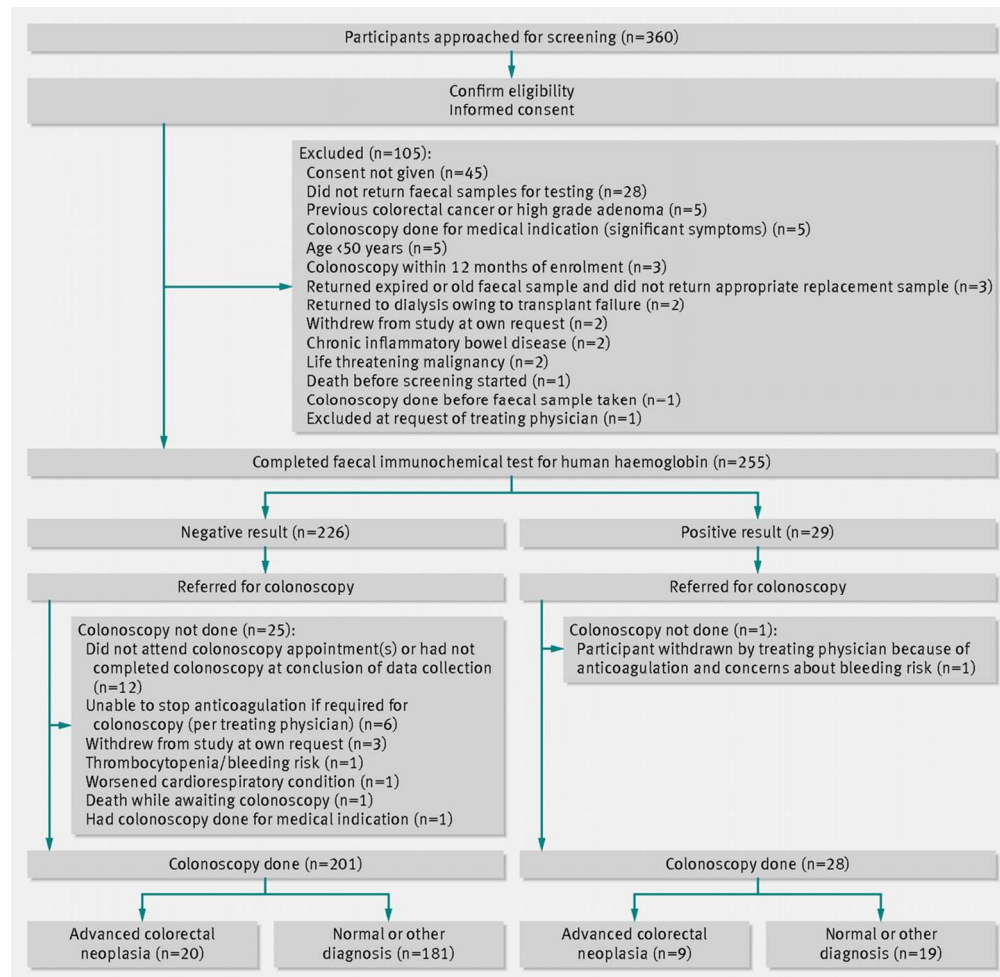 Participants approached for screening (n=360)
Confirm eligibility
Informed consent
Excluded (n=105):
Consent not given (n=45)
Did not return faecal samples for testing (n=28)
Previous colorectal cancer or high grade adenoma (n=5)
Colonoscopy done for medical indication (significant symptoms) (n=5)
Age <50 years (n=5)
Colonoscopy within 12 months of enrolment (n=3)
Returned expired or old faecal sample and did not return appropriate replacement sample (n=3)
Returned to dialysis owing to transplant failure (n=2)
Withdrew from study at own request (n=2)
Chronic inflammatory bowel disease (n=2)
Life threatening malignancy (n=2)
Death before screening started (n=1)
Colonoscopy done before faecal sample taken (n=1)
Excluded at request of treating physician (n=1)
Completed faecal immunochemical test for human haemoglobin (n=255)
Negative result (n=226)
Referred for colonoscopy
Colonoscopy not done (n=25):
Did not attend colonoscopy appointment(s) or had not
completed colonoscopy at conclusion of data collection
(n=12)
Unable to stop anticoagulation if required for
colonoscopy (per treating physician) (n=6)
Withdrew from study at own request (n=3)
Thrombocytopenia/bleeding risk (n=1)
Worsened cardiorespiratory condition (n=1)
Death while awaiting colonoscopy (n=1)
Had colonoscopy done for medical indication (n=1)
Colonoscopy done (n=201)
Advanced colorectal
neoplasia (n=20)
Normal or other
diagnosis (n=181)
Positive result (n=29)
Referred for colonoscopy
Colonoscopy not done (n=1):
Participant withdrawn by treating physician because of
anticoagulation and concerns about bleeding risk (n=1)
Colonoscopy done (n=28)
Advanced colorectal
neoplasia (n=9)
Normal or other
diagnosis (n=19)